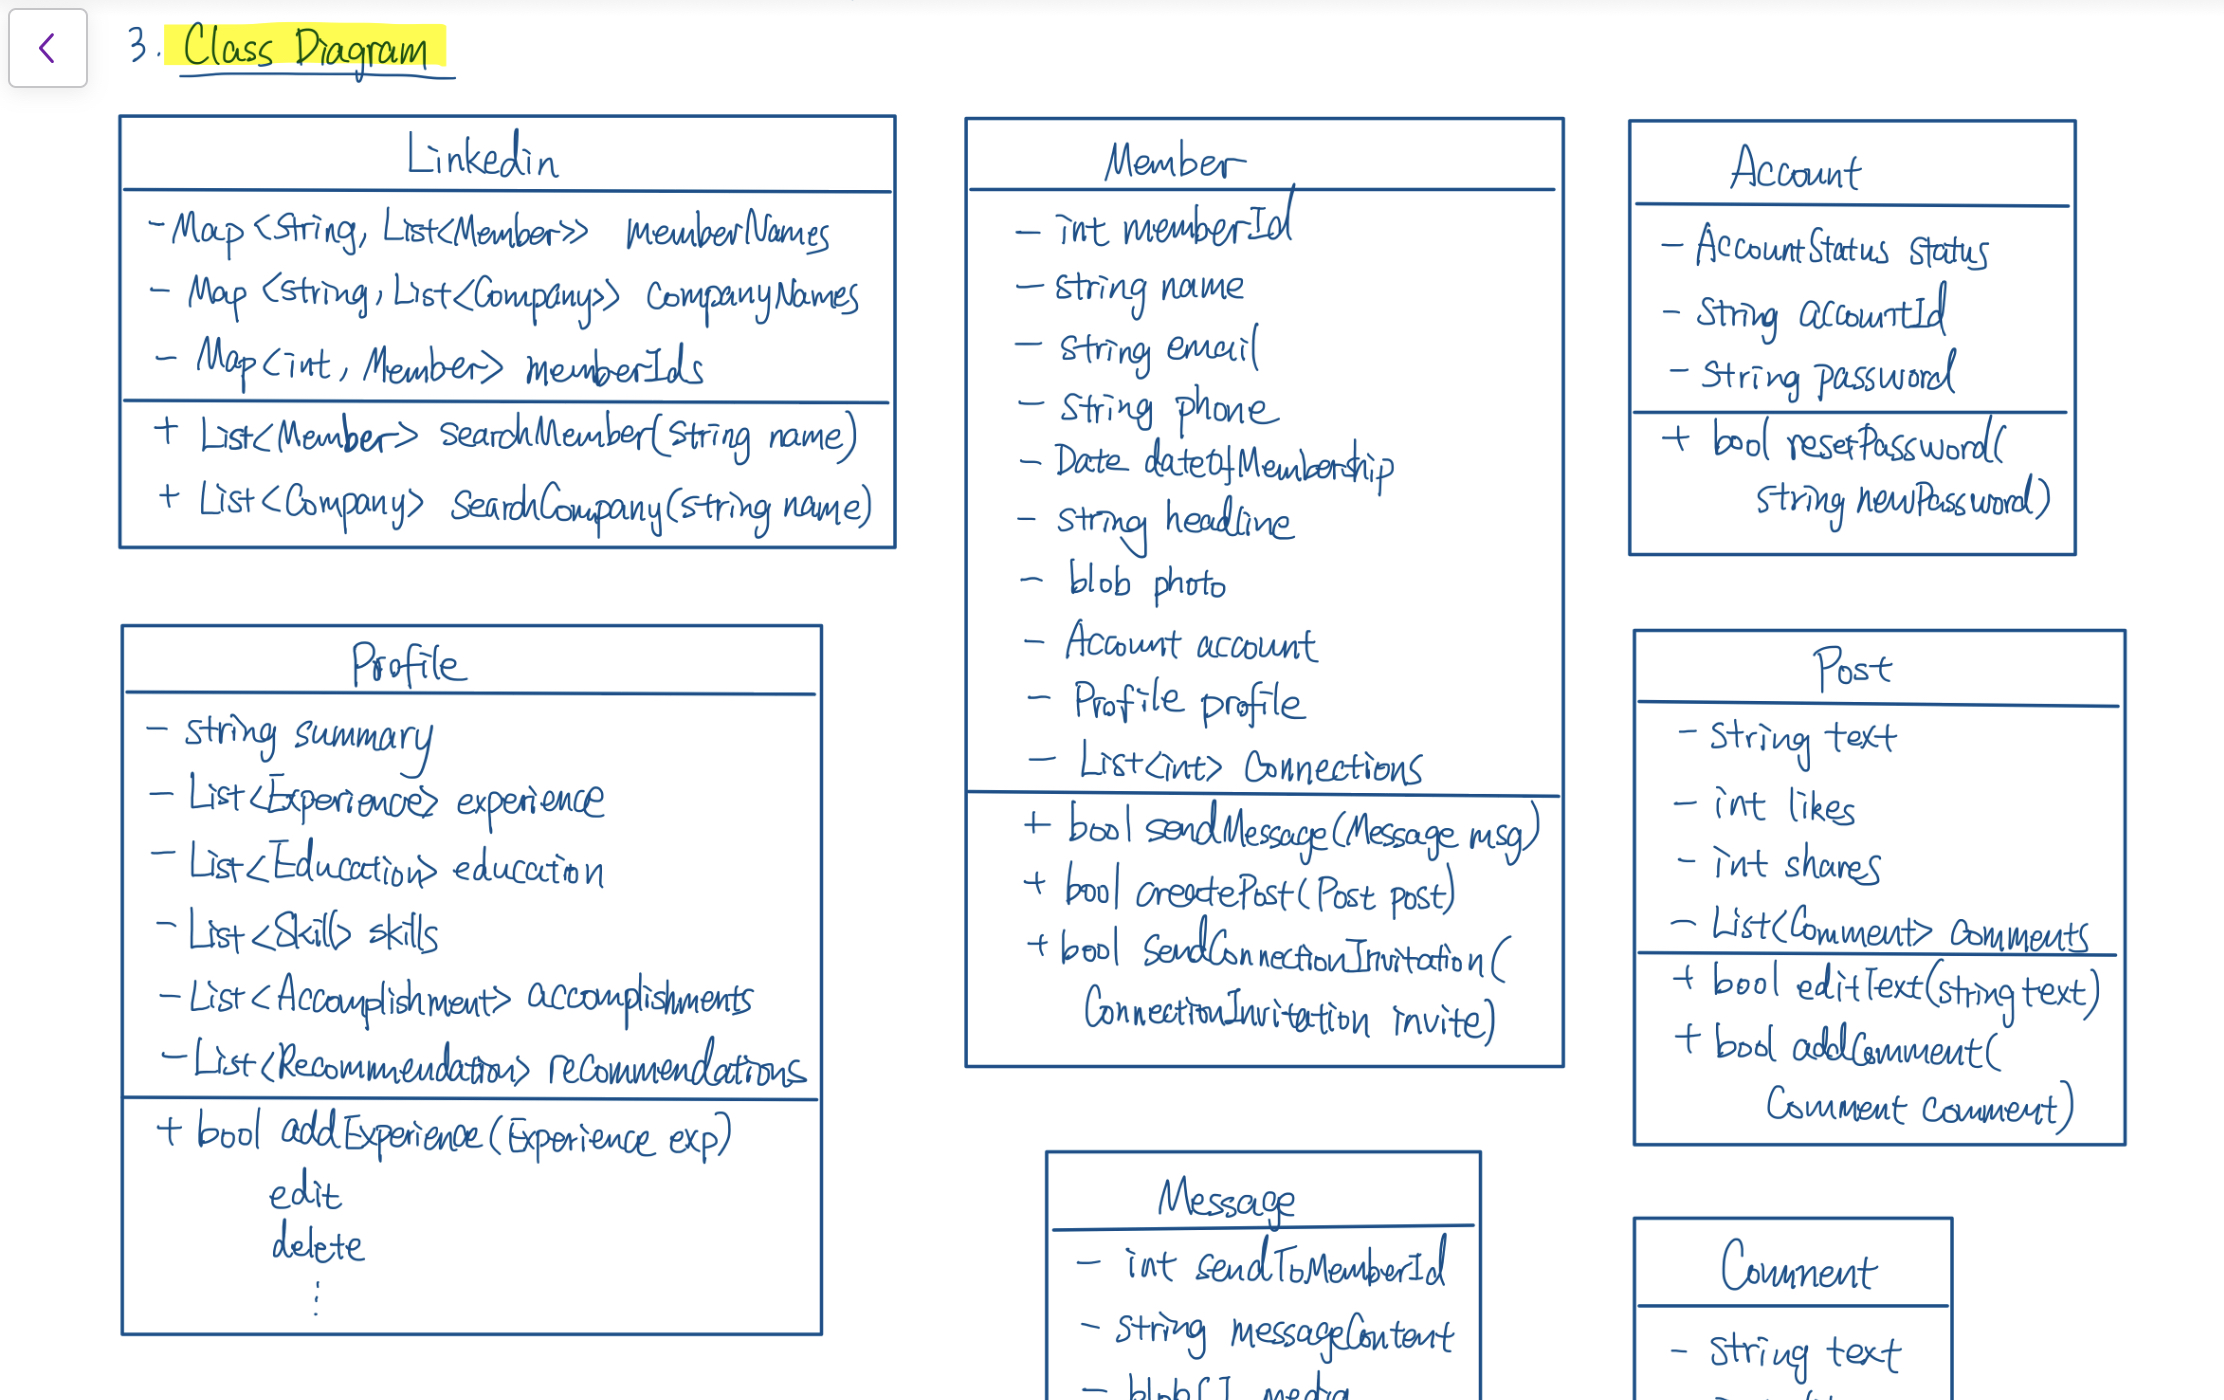 3. Class Diagram
Linkedin
- Map <String, List<Member>> memberNames
- Map <string, List<Company>> companyNames
- Map <int, Member> memberIds
+ List<Member> searchMember(String name)
+ List<Company> searchCompany(string name)
Member
- int memberId
- string name
- string email
- string phone
- Date dateOfMembership
- string headline
- blob photo
- Account account
- Profile profile
- List<int> Connections
+ bool sendMessage(Message msg)
+ bool createPost(Post post)
+ bool sendConnectionInvitation(
ConnectionInvitation invite)
Account
- AccountStatus status
- String accountId
- String password
+ bool resetPassword(
string newPassword)
Profile
- string summary
- List<Experience> experience
- List<Education> education
- List<Skill> skills
- List<Accomplishment> accomplishments
- List<Recommendation> recommendations
+ bool addExperience(Experience exp)
edit
delete
Post
- string text
- int likes
- int shares
- List<Comment> comments
+ bool editText(string text)
+ bool addComment(
Comment comment)
Message
- int sendToMemberId
- string messageContent
- blob[] media
Comment
- string text